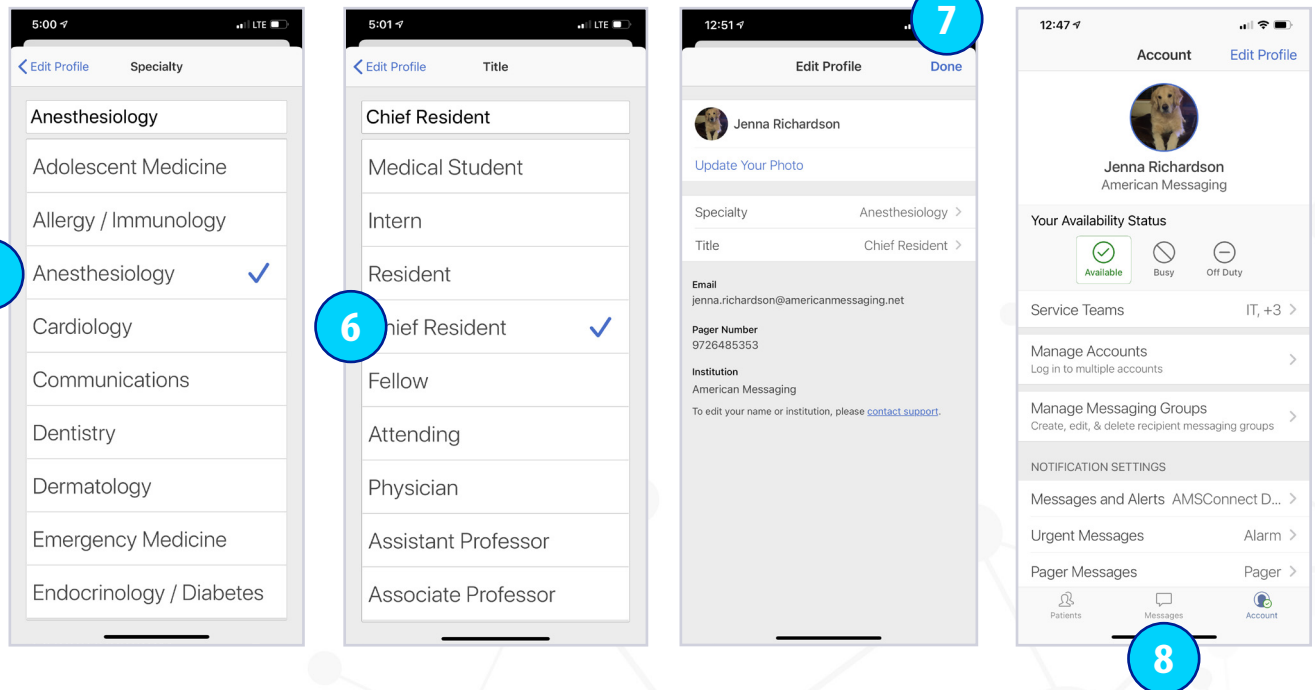 5:00
LTE
Edit Profile
Specialty
Anesthesiology
Adolescent Medicine
Allergy / Immunology
Anesthesiology
Cardiology
Communications
Dentistry
Dermatology
Emergency Medicine
Endocrinology / Diabetes
5:01
LTE
Edit Profile
Title
Chief Resident
Medical Student
Intern
Resident
6
hief Resident
Fellow
Attending
Physician
Assistant Professor
Associate Professor
7
12:51
Edit Profile
Done
Jenna Richardson
Update Your Photo
Specialty
Anesthesiology
Title
Chief Resident
Email
jenna.richardson@americanmessaging.net
Pager Number
9726485353
Institution
American Messaging
To edit your name or institution, please contact support.
12:47
Account
Edit Profile
Jenna Richardson
American Messaging
Your Availability Status
Available
Busy
Off Duty
Service Teams
IT, +3
Manage Accounts
Log in to multiple accounts
Manage Messaging Groups
Create, edit, & delete recipient messaging groups
NOTIFICATION SETTINGS
Messages and Alerts
AMSConnect D...
Urgent Messages
Alarm
Pager Messages
Pager
Patients
Messages
Account
8